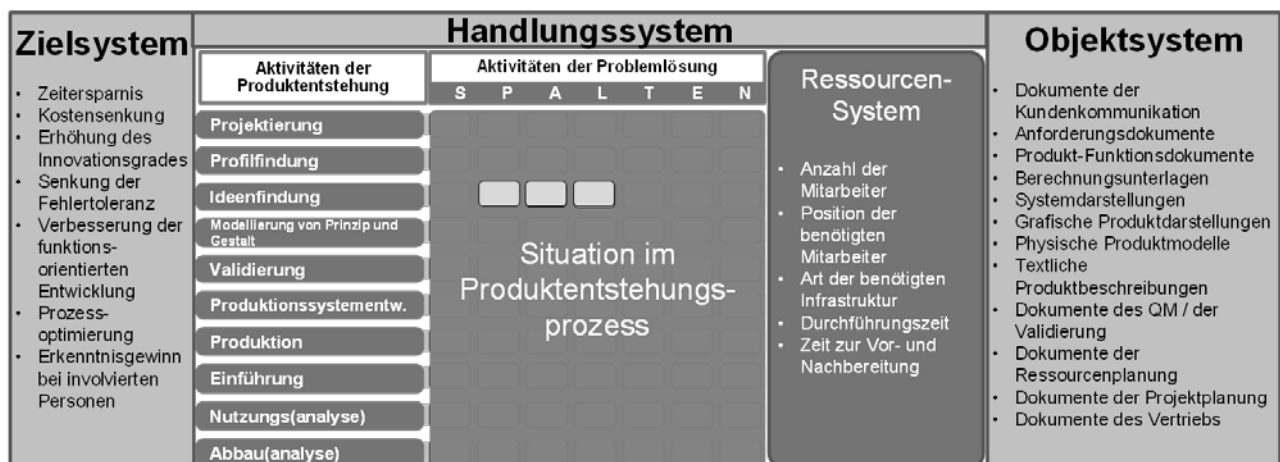 Zielsystem
• Zeitersparnis
• Kostensenkung
• Erhöhung des
Innovationsgrades
• Senkung der
Fehlertoleranz
• Verbesserung der
funktions-
orientierten
Entwicklung
• Prozess-
optimierung
• Erkenntnisgewinn
bei involvierten
Personen
Handlungssystem
Aktivitäten der
Produktentstehung
Aktivitäten der Problemlösung
S P A L T E N
Projektierung
Profilfindung
Ideenfindung
Modellierung von Prinzip und
Gestalt
Validierung
Produktionssystementw.
Produktion
Einführung
Nutzungs(analyse)
Abbau(analyse)
Situation im
Produktentstehungs-
prozess
Ressourcen-
System
• Anzahl der
Mitarbeiter
• Position der
benötigten
Mitarbeiter
• Art der benötigten
Infrastruktur
• Durchführungszeit
• Zeit zur Vor- und
Nachbereitung
Objektsystem
• Dokumente der
Kundenkommunikation
• Anforderungsdokumente
• Produkt-Funktionsdokumente
• Berechnungsunterlagen
• Systemdarstellungen
• Grafische Produktdarstellungen
• Physische Produktmodelle
• Textliche
Produktbeschreibungen
• Dokumente des QM / der
Validierung
• Dokumente der
Ressourcenplanung
• Dokumente der Projektplanung
• Dokumente des Vertriebs